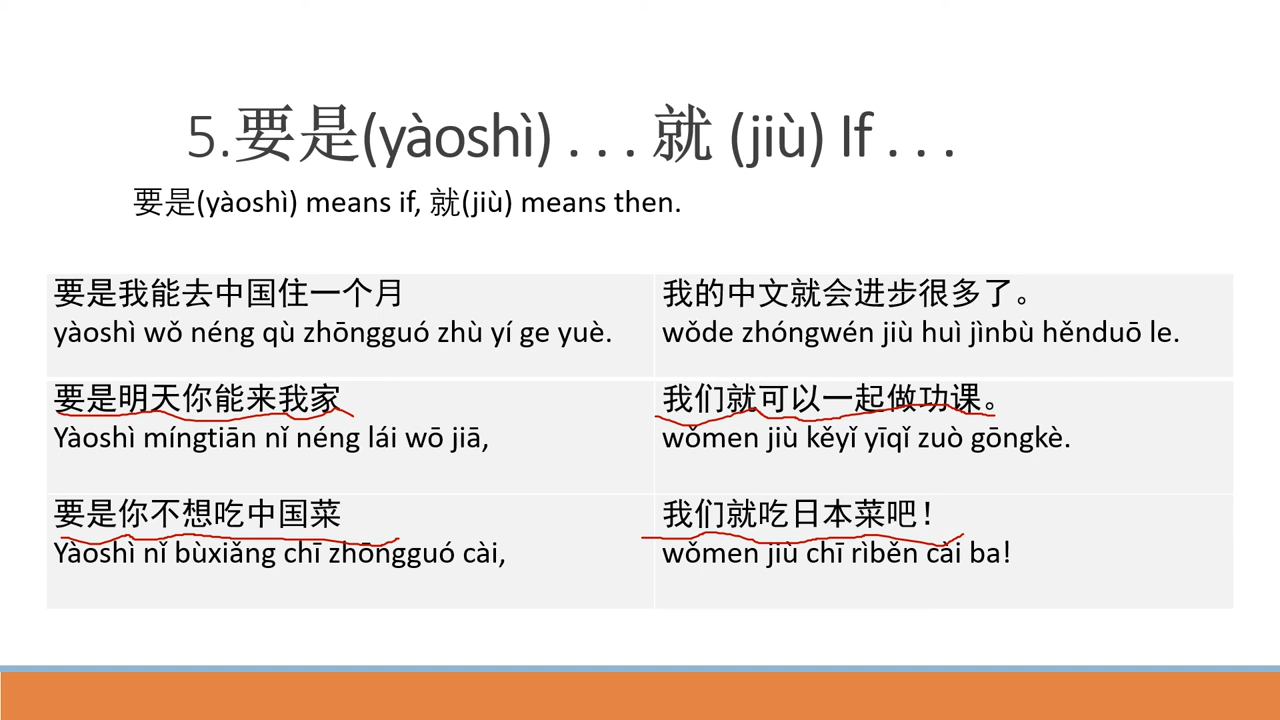 5.要是(yàoshì) . . . 就 (jiù) If . . .
要是(yàoshì) means if, 就(jiù) means then.
要是我能去中国住一个月
yàoshì wǒ néng qù zhōngguó zhù yí ge yuè.
我的中文就会进步很多了。
wǒde zhóngwén jiù huì jìnbù hěnduō le.
要是明天你能来我家
Yàoshì míngtiān nǐ néng lái wō jiā,
我们就可以一起做功课。
wǒmen jiù kěyǐ yīqǐ zuò gōngkè.
要是你不想吃中国菜
Yàoshì nǐ bùxiǎng chī zhōngguó cài,
我们就吃日本菜吧！
wǒmen jiù chī rìběn cài ba!